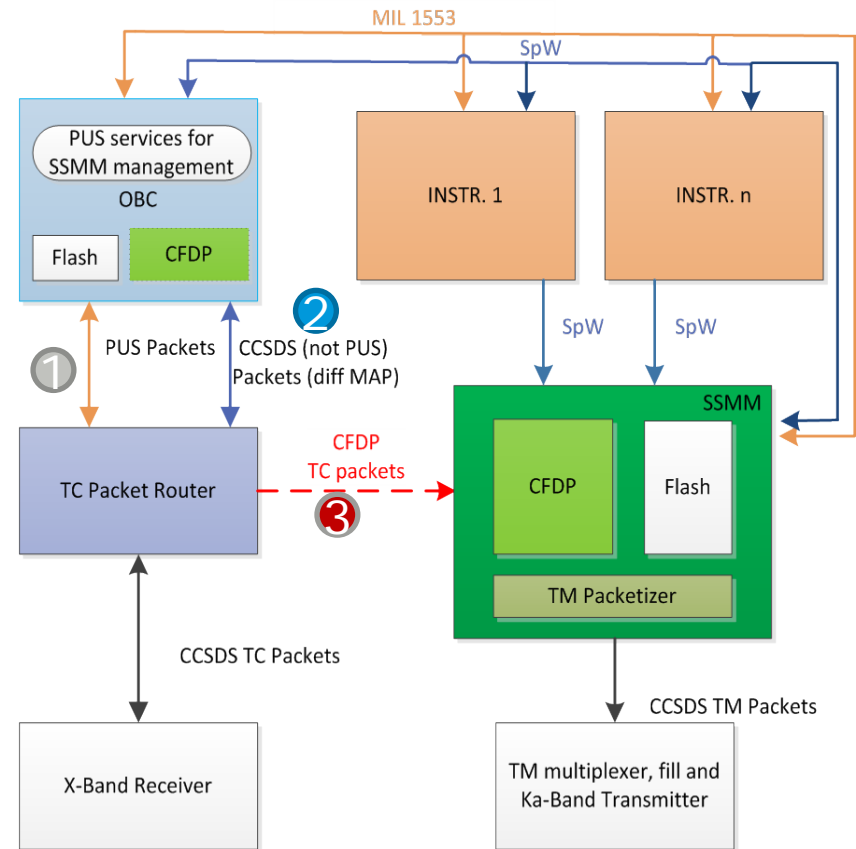 MIL 1553
SpW
PUS services for
SSMM management
OBC
Flash
CFDP
INSTR. 1
INSTR. n
2
1
PUS Packets
CCSDS (not PUS)
Packets (diff MAP)
SpW
SpW
SSMM
CFDP
TC packets
3
TC Packet Router
CFDP
Flash
TM Packetizer
CCSDS TC Packets
CCSDS TM Packets
X-Band Receiver
TM multiplexer, fill and
Ka-Band Transmitter